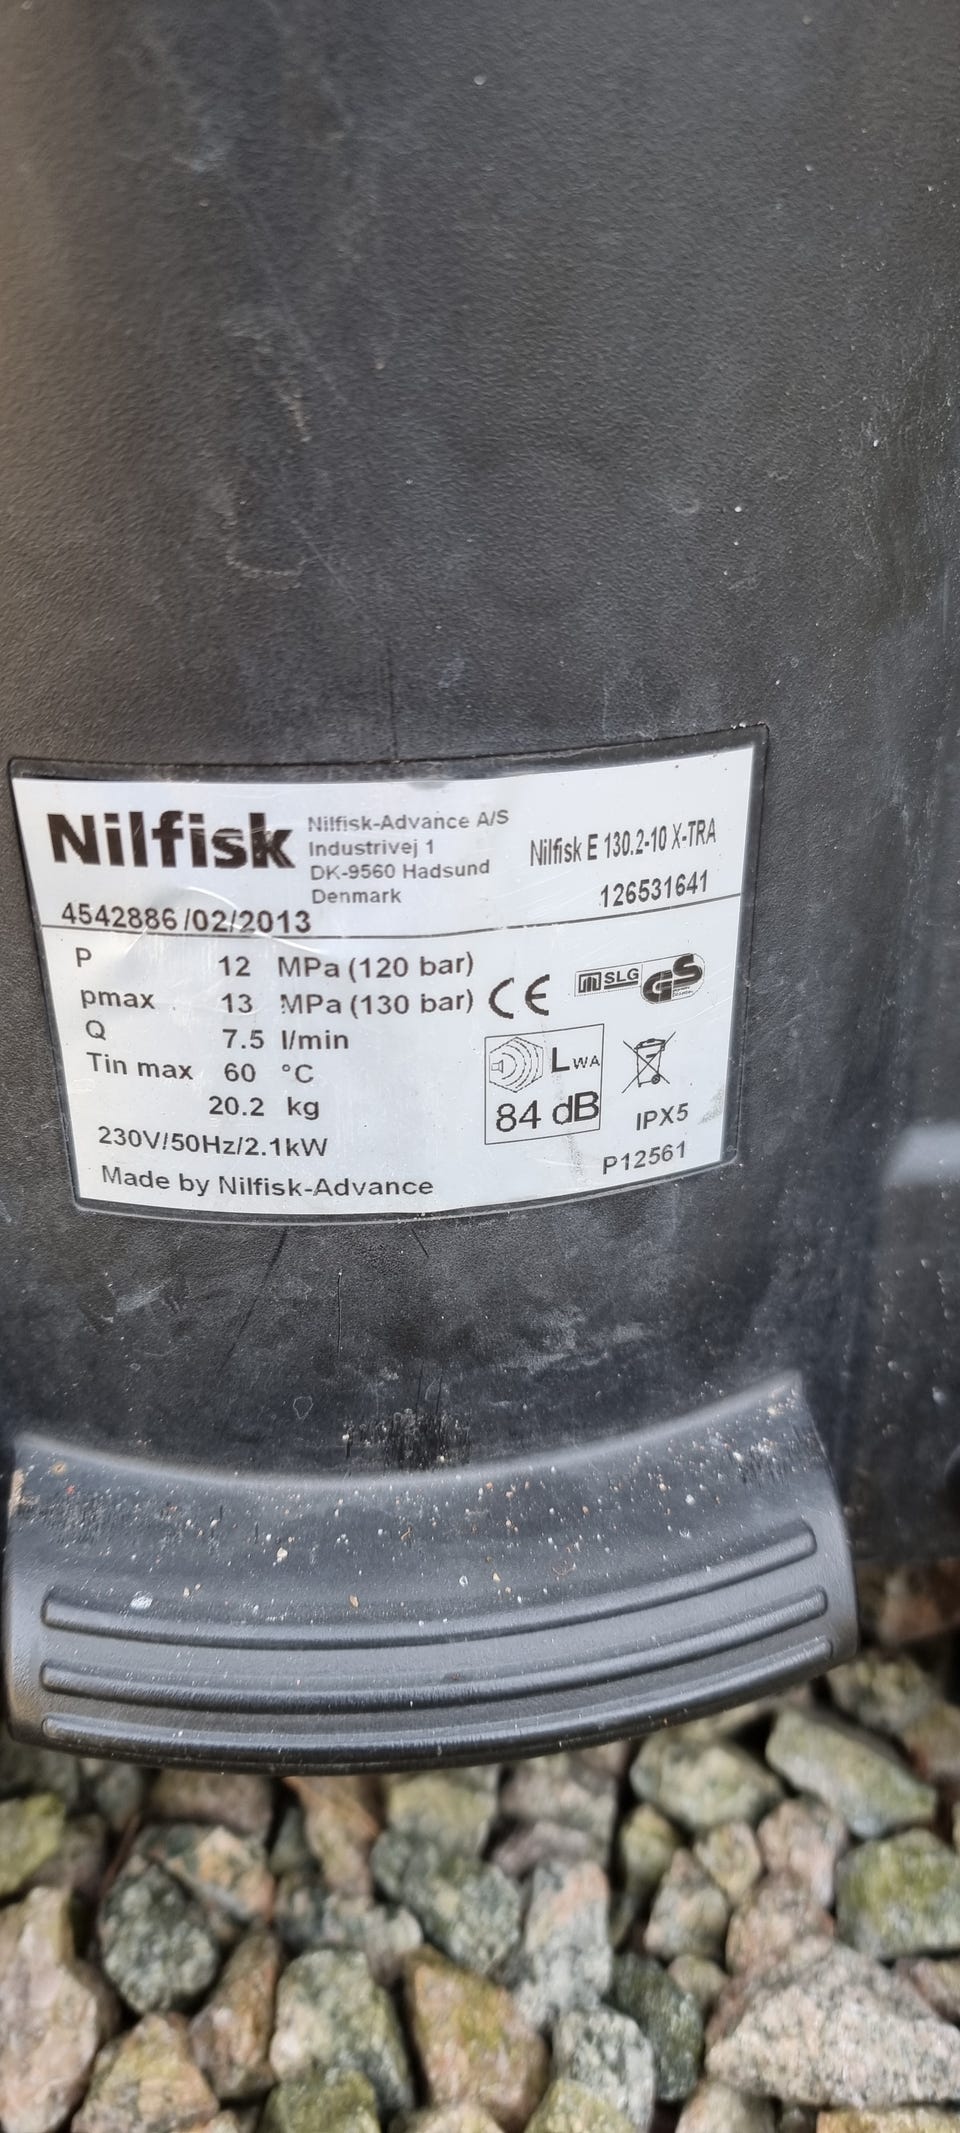 Nilfisk
Nilfisk-Advance A/S
Industrivej 1
DK-9560 Hadsund
Denmark
Nilfisk E 130.2-10 X-TRA
126531641
4542886/02/2013
P 12 MPa (120 bar)
pmax 13 MPa (130 bar)
Q 7.5 l/min
Tin max 60 °C
20.2 kg
230V/50Hz/2.1kW
Made by Nilfisk-Advance
CE
SLG GS
LWA
84 dB
IPX5
P12561